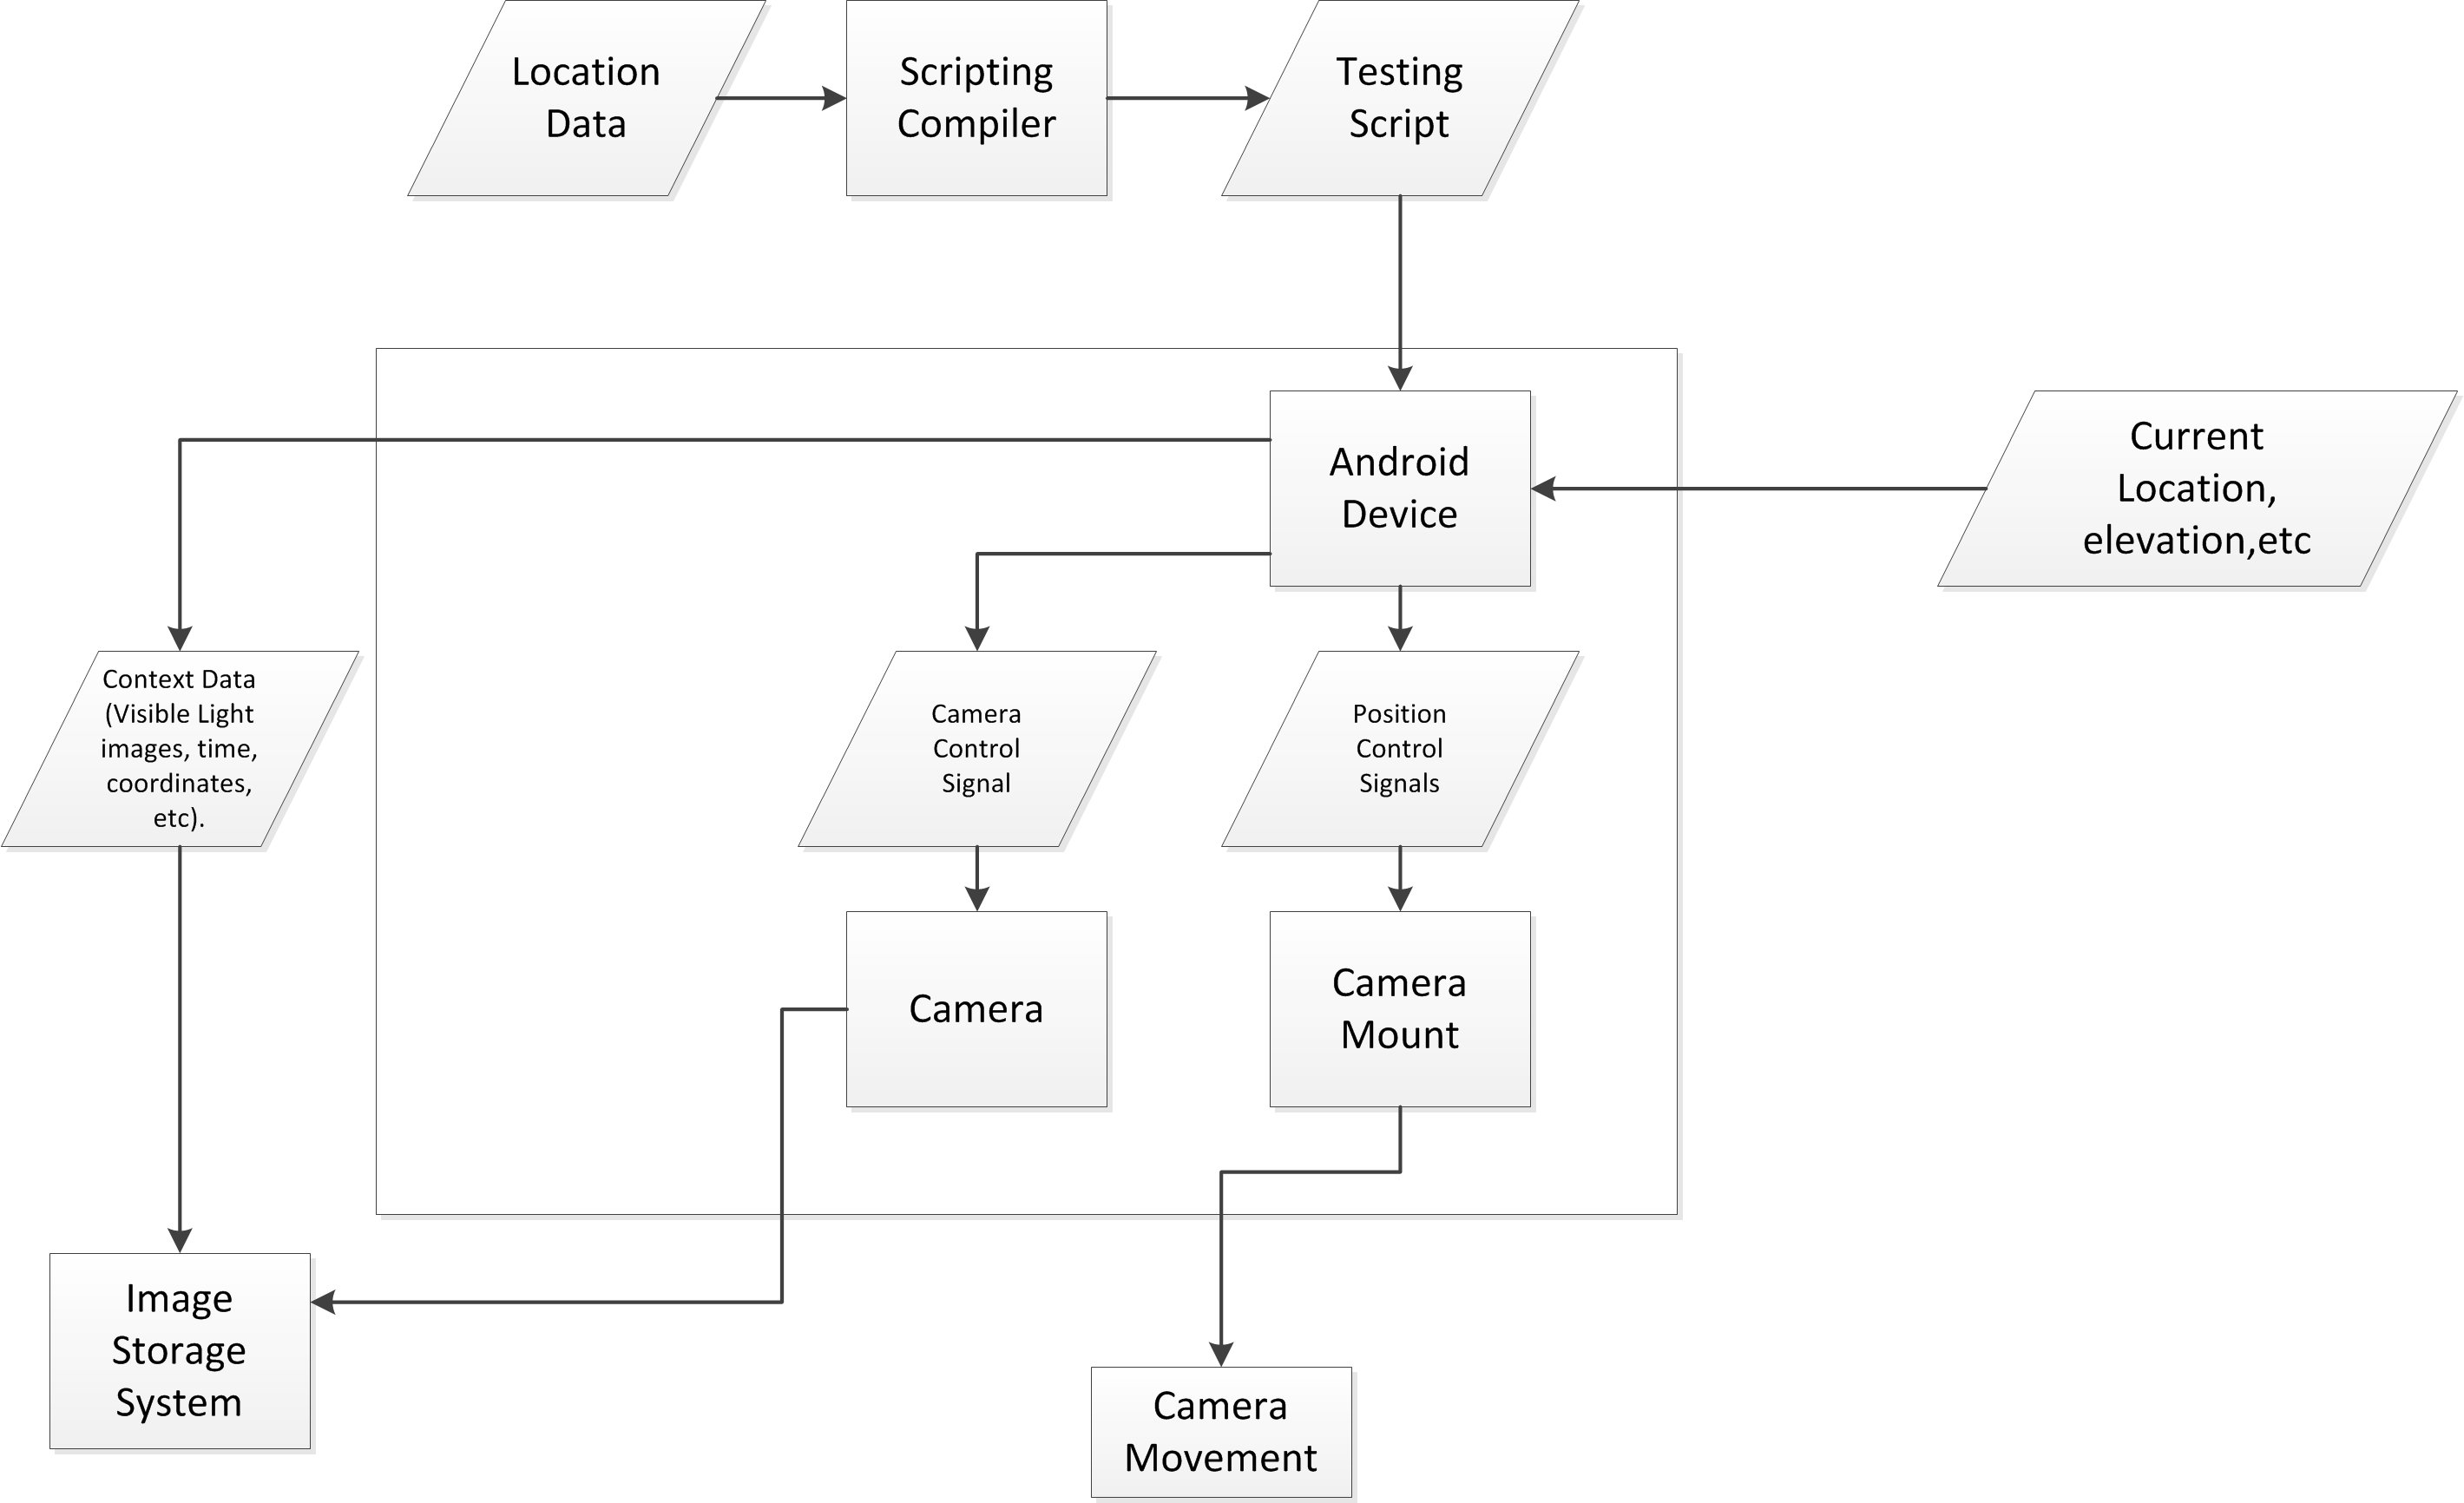 Location
Data
Scripting
Compiler
Testing
Script
Android
Device
Current
Location,
elevation,etc
Context Data
(Visible Light
images, time,
coordinates,
etc).
Camera
Control
Signal
Position
Control
Signals
Camera
Camera
Mount
Image
Storage
System
Camera
Movement